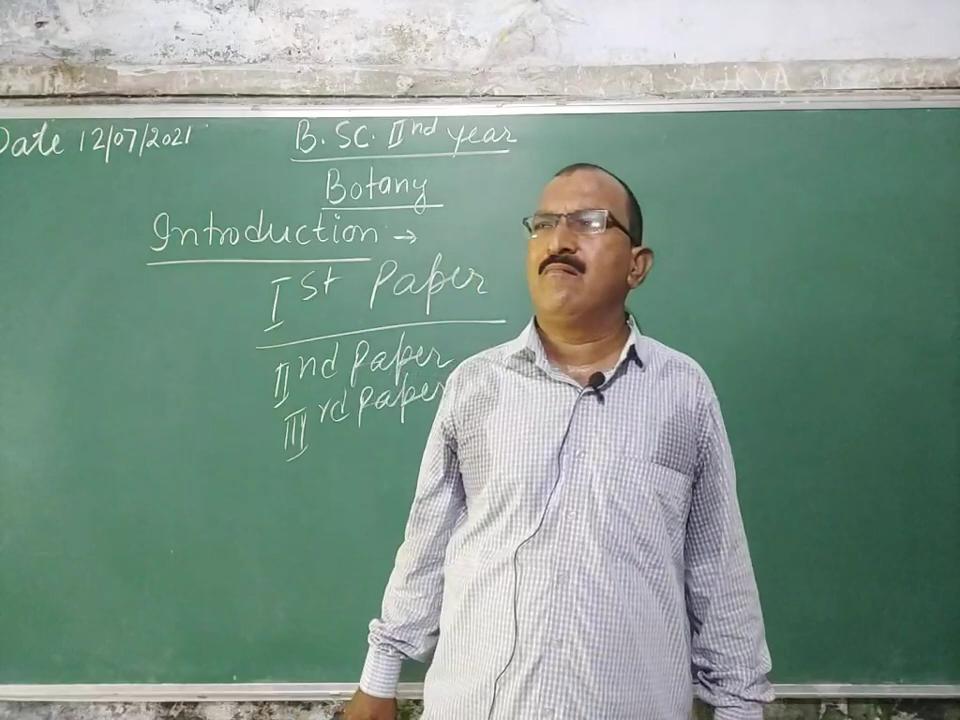 Date 12/07/2021
B.SC. IInd year
Botany
Introduction →
Ist Paper
IInd Paper
IIIrd Paper